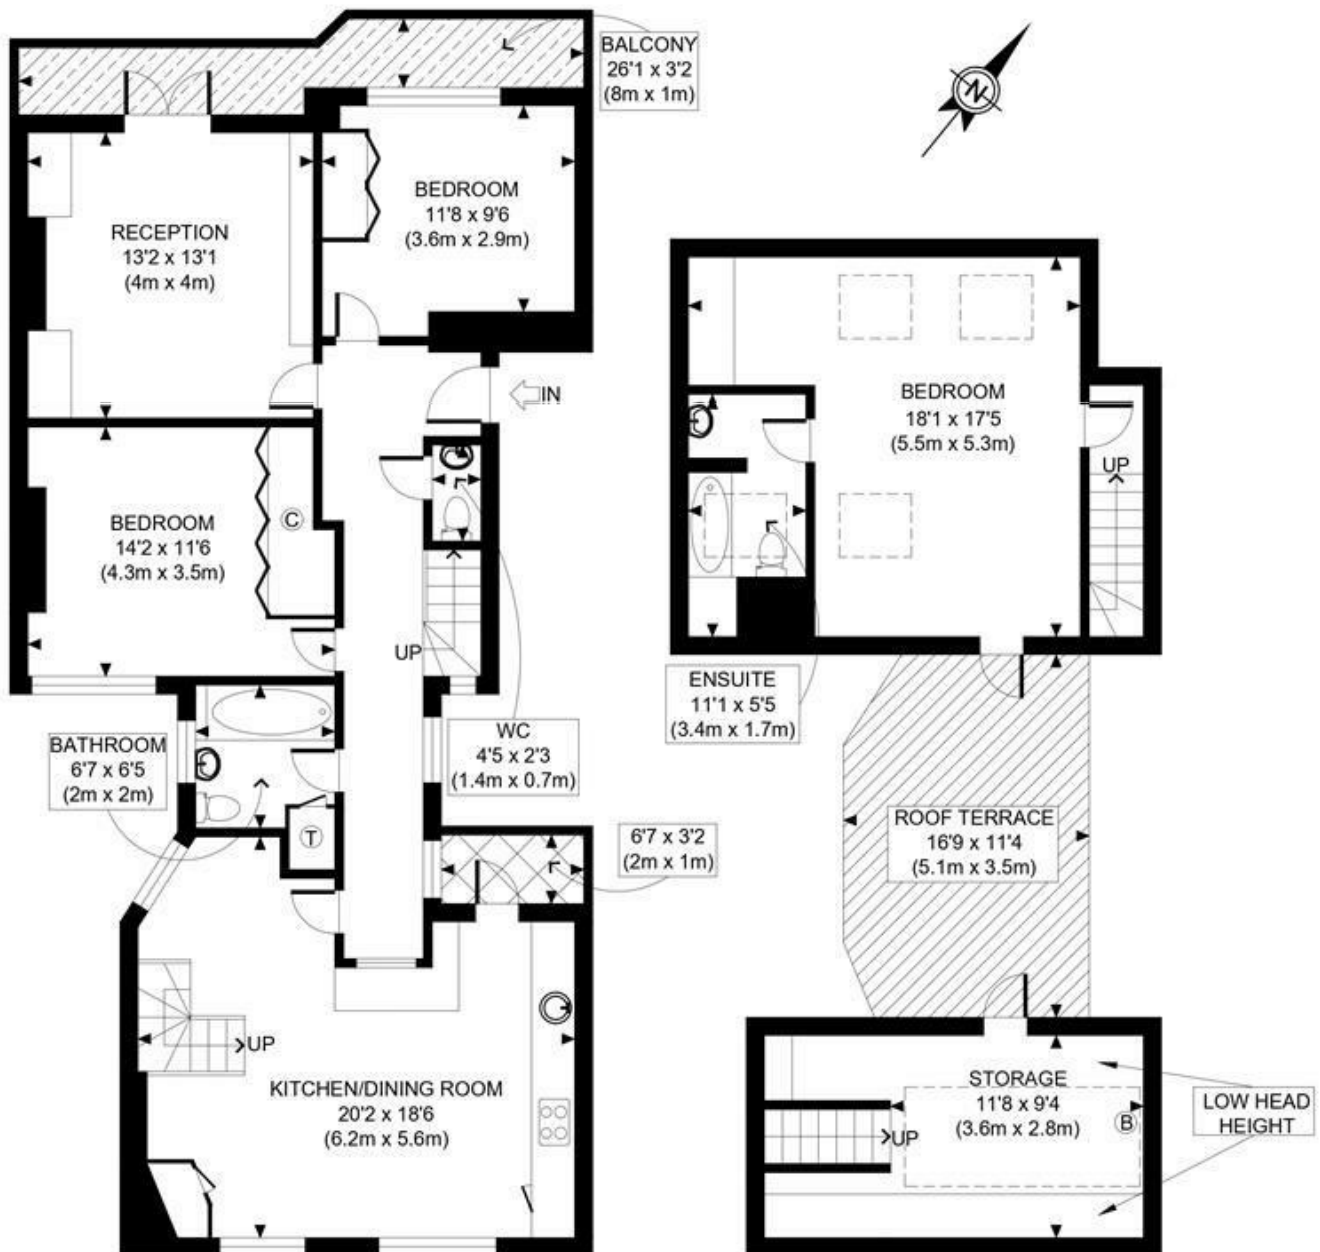 BALCONY
26'1 x 3'2
(8m x 1m)
N
BEDROOM
11'8 x 9'6
(3.6m x 2.9m)
RECEPTION
13'2 x 13'1
(4m x 4m)
IN
BEDROOM
18'1 x 17'5
(5.5m x 5.3m)
UP
BEDROOM
14'2 x 11'6
(4.3m x 3.5m)
C
UP
ENSUITE
11'1 x 5'5
(3.4m x 1.7m)
WC
4'5 x 2'3
(1.4m x 0.7m)
BATHROOM
6'7 x 6'5
(2m x 2m)
T
6'7 x 3'2
(2m x 1m)
ROOF TERRACE
16'9 x 11'4
(5.1m x 3.5m)
UP
KITCHEN/DINING ROOM
20'2 x 18'6
(6.2m x 5.6m)
STORAGE
11'8 x 9'4
(3.6m x 2.8m)
UP
B
LOW HEAD
HEIGHT